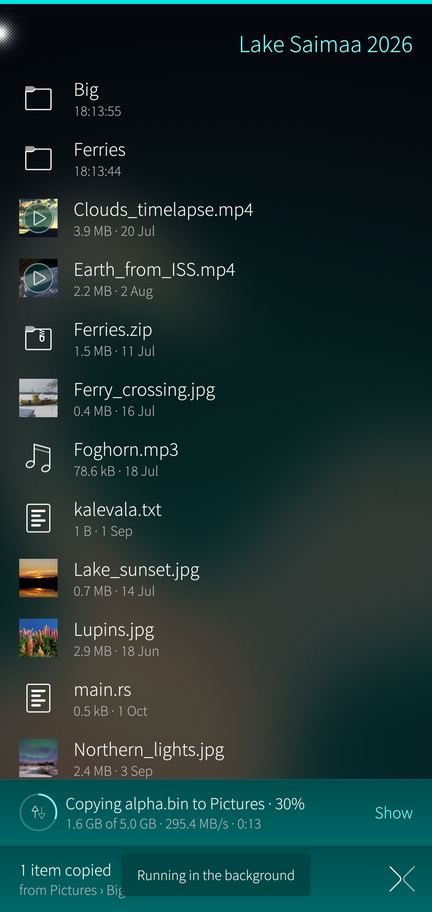 Lake Saimaa 2026
Big
18:13:55
Ferries
18:13:44
Clouds_timelapse.mp4
3.9 MB · 20 Jul
Earth_from_ISS.mp4
2.2 MB · 2 Aug
Ferries.zip
1.5 MB · 11 Jul
Ferry_crossing.jpg
0.4 MB · 16 Jul
Foghorn.mp3
78.6 kB · 18 Jul
kalevala.txt
1 B · 1 Sep
Lake_sunset.jpg
0.7 MB · 14 Jul
Lupins.jpg
2.9 MB · 18 Jun
main.rs
0.5 kB · 1 Oct
Northern_lights.jpg
2.4 MB · 3 Sep
Copying alpha.bin to Pictures · 30%
1.6 GB of 5.0 GB · 295.4 MB/s · 0:13
Show
1 item copied
from Pictures › Big
Running in the background